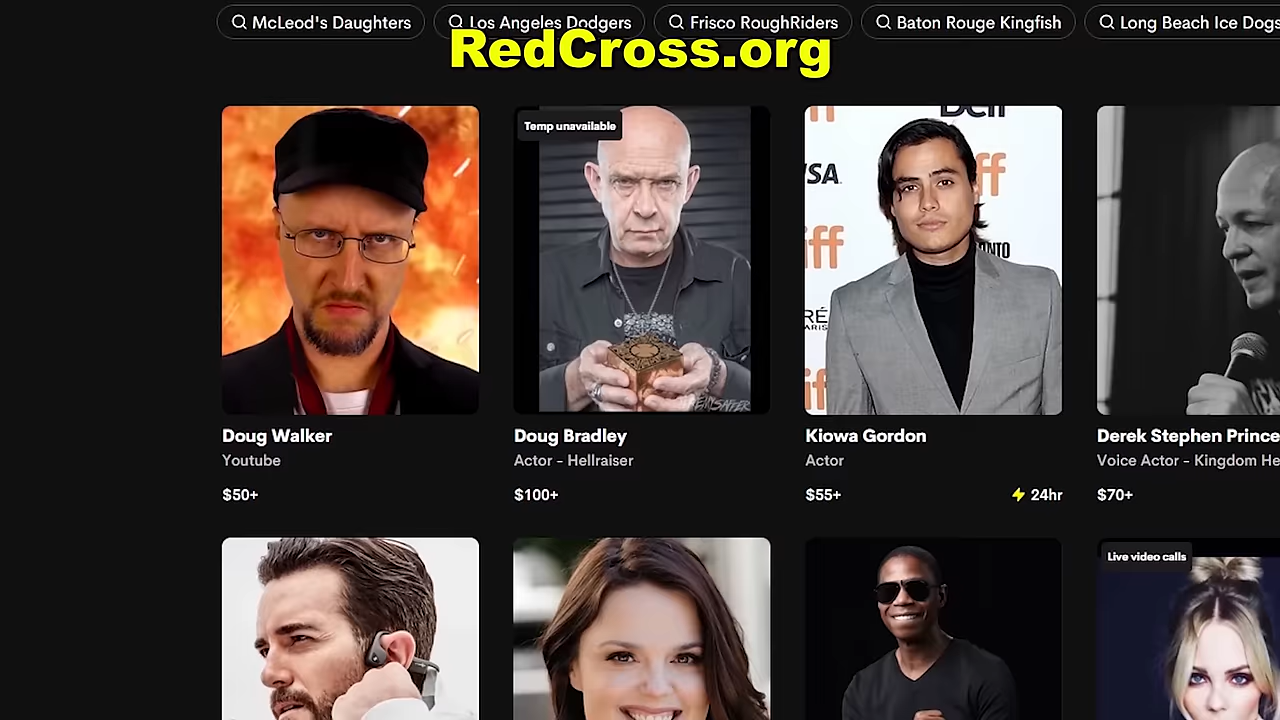 McLeod's Daughters
Los Angeles Dodgers
Frisco RoughRiders
Baton Rouge Kingfish
Long Beach Ice Dogs
RedCross.org
Temp unavailable
Doug Walker
Youtube
$50+
Doug Bradley
Actor - Hellraiser
$100+
Kiowa Gordon
Actor
$55+
24hr
Derek Stephen Prince
Voice Actor - Kingdom He
$70+
Live video calls